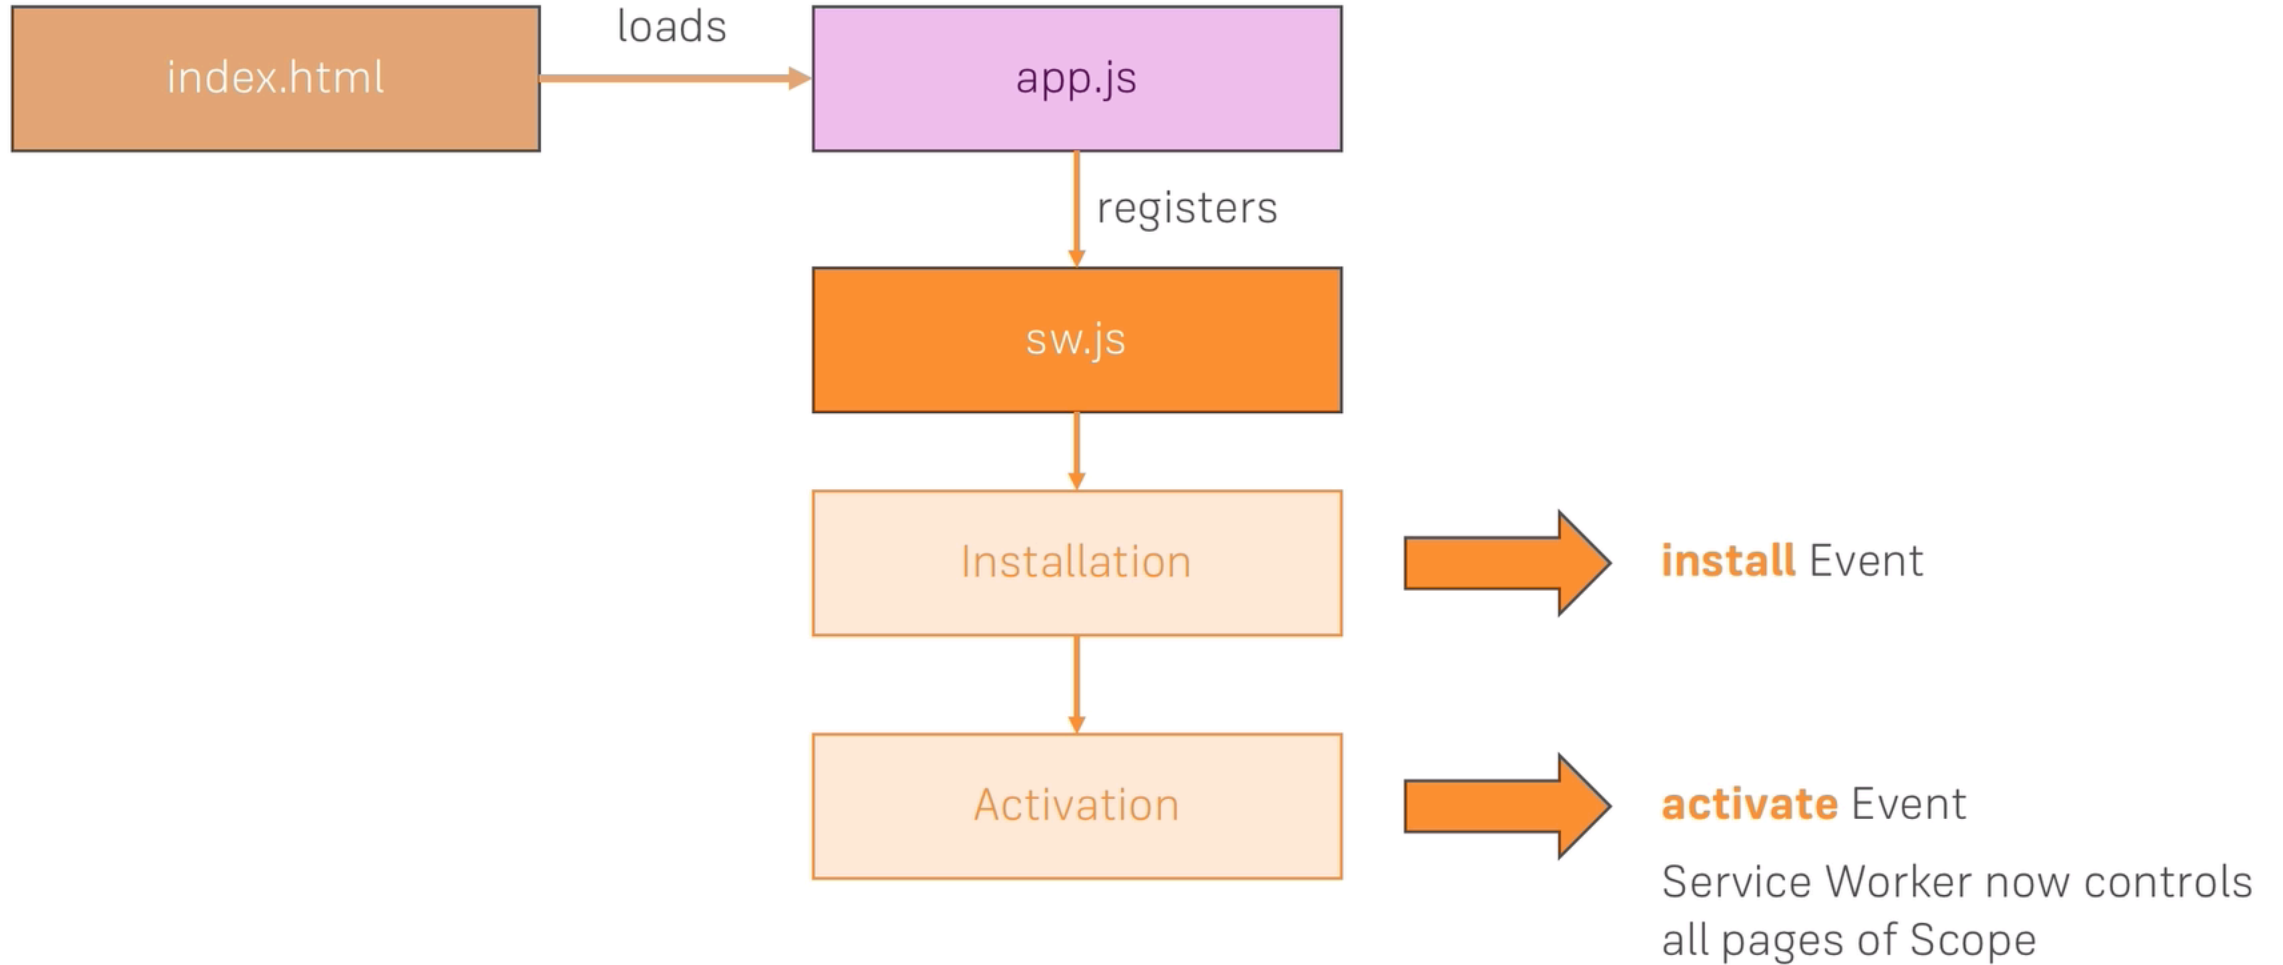 index.html
loads
app.js
registers
sw.js
Installation
install Event
Activation
activate Event
Service Worker now controls
all pages of Scope